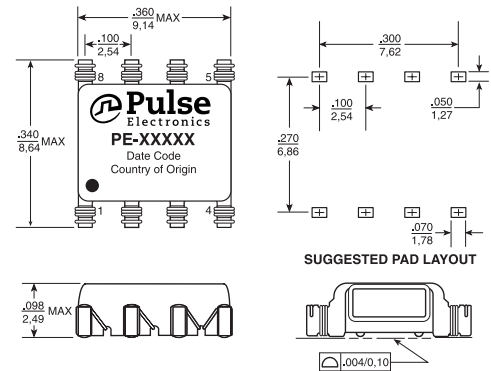 .360
9,14 MAX
.100
2,54
8 5
.340
8,64 MAX
Pulse
Electronics
PE-XXXXX
Date Code
Country of Origin
1 4
.300
7,62
.100
2,54
.050
1,27
.270
6,86
.070
1,78
SUGGESTED PAD LAYOUT
.098
2,49 MAX
.004/0,10